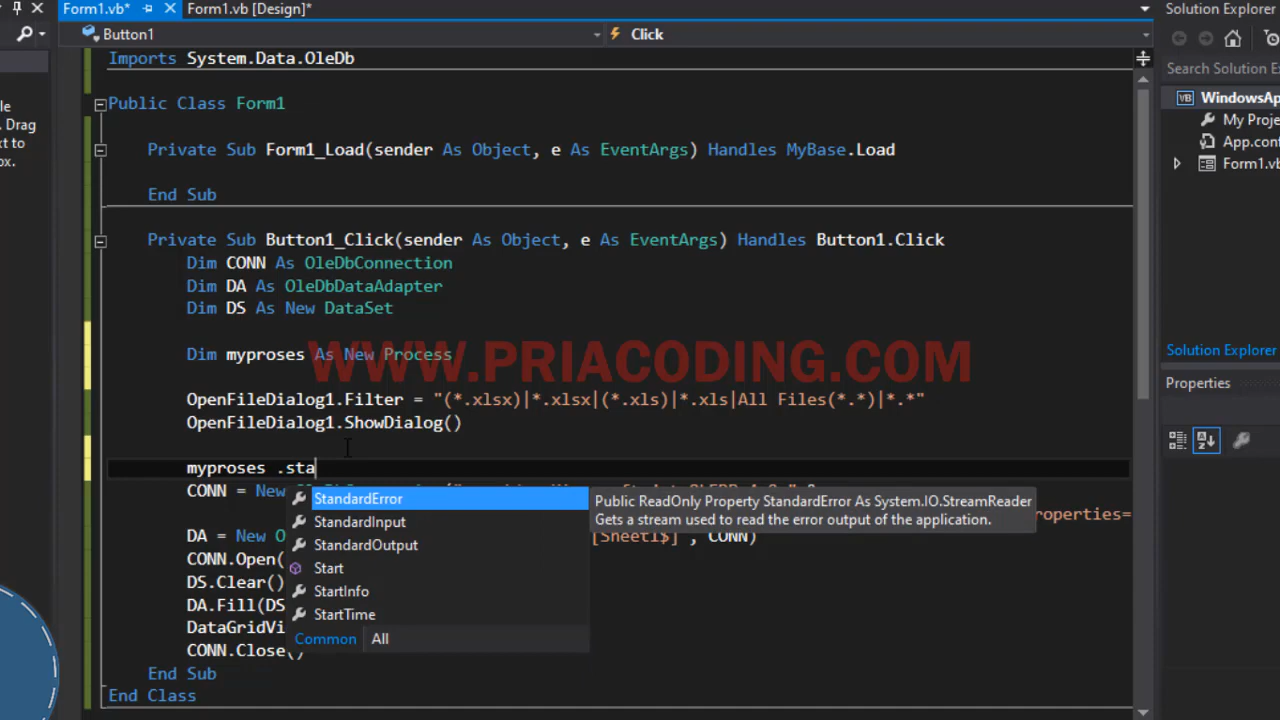 Form1.vb* Form1.vb [Design]*
Solution Explorer
Button1 Click
Imports System.Data.OleDb
Search Solution
Public Class Form1
WindowsAp
le
My Proje
. Drag
App.con
xt to
Private Sub Form1_Load(sender As Object, e As EventArgs) Handles MyBase.Load
ox.
Form1.vb
End Sub
Private Sub Button1_Click(sender As Object, e As EventArgs) Handles Button1.Click
Dim CONN As OleDbConnection
Dim DA As OleDbDataAdapter
Dim DS As New DataSet
Dim myproses As New Process
WWW.PRIACODING.COM
Solution Explorer
Properties
OpenFileDialog1.Filter = "(*.xlsx)|*.xlsx|(*.xls)|*.xls|All Files(*.*)|*.*"
OpenFileDialog1.ShowDialog()
myproses .sta
CONN = New
StandardError
Public ReadOnly Property StandardError As System.IO.StreamReader
Gets a stream used to read the error output of the application.
roperties=
StandardInput
DA = New O
[Sheet1$]", CONN)
StandardOutput
CONN.Open(
Start
DS.Clear()
StartInfo
DA.Fill(DS
StartTime
DataGridVi
Common All
CONN.Close()
End Sub
End Class